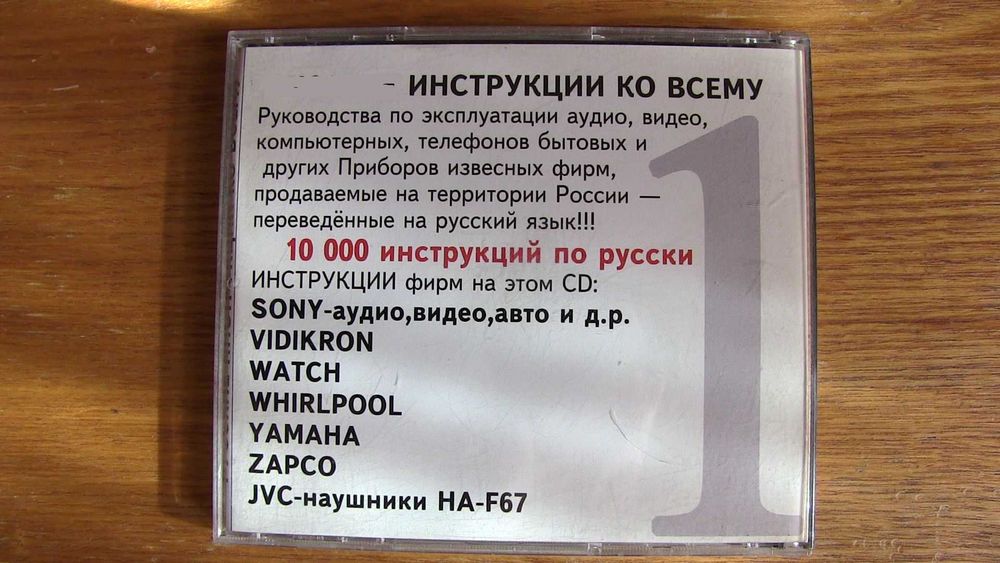 - ИНСТРУКЦИИ КО ВСЕМУ
Руководства по эксплуатации аудио, видео,
компьютерных, телефонов бытовых и
других Приборов извесных фирм,
продаваемые на территории России —
переведённые на русский язык!!!
10 000 инструкций по русски
ИНСТРУКЦИИ фирм на этом CD:
SONY-аудио,видео,авто и д.р.
VIDIKRON
WATCH
WHIRLPOOL
YAMAHA
ZAPCO
JVC-наушники HA-F67
1